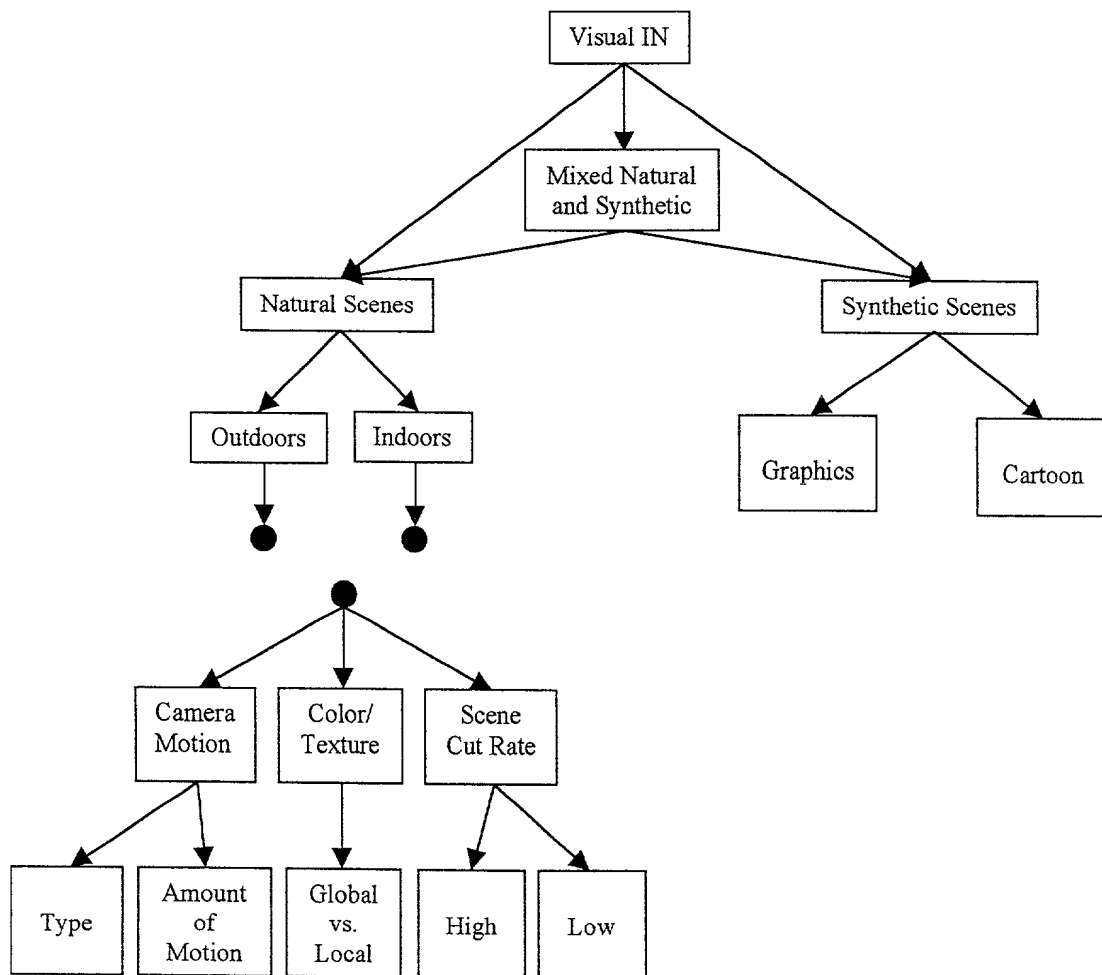 Visual IN
Mixed Natural
and Synthetic
Natural Scenes
Synthetic Scenes
Outdoors
Indoors
Graphics
Cartoon
Camera
Motion
Color/
Texture
Scene
Cut Rate
Type
Amount
of
Motion
Global
vs.
Local
High
Low